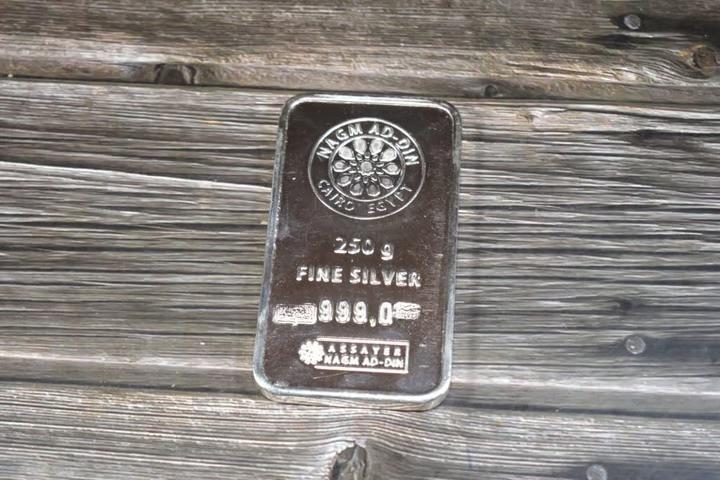 NAGM AD-DIN
CAIRO EGYPT
250 g
FINE SILVER
999,0
ASSAYER
NAGM AD-DIN